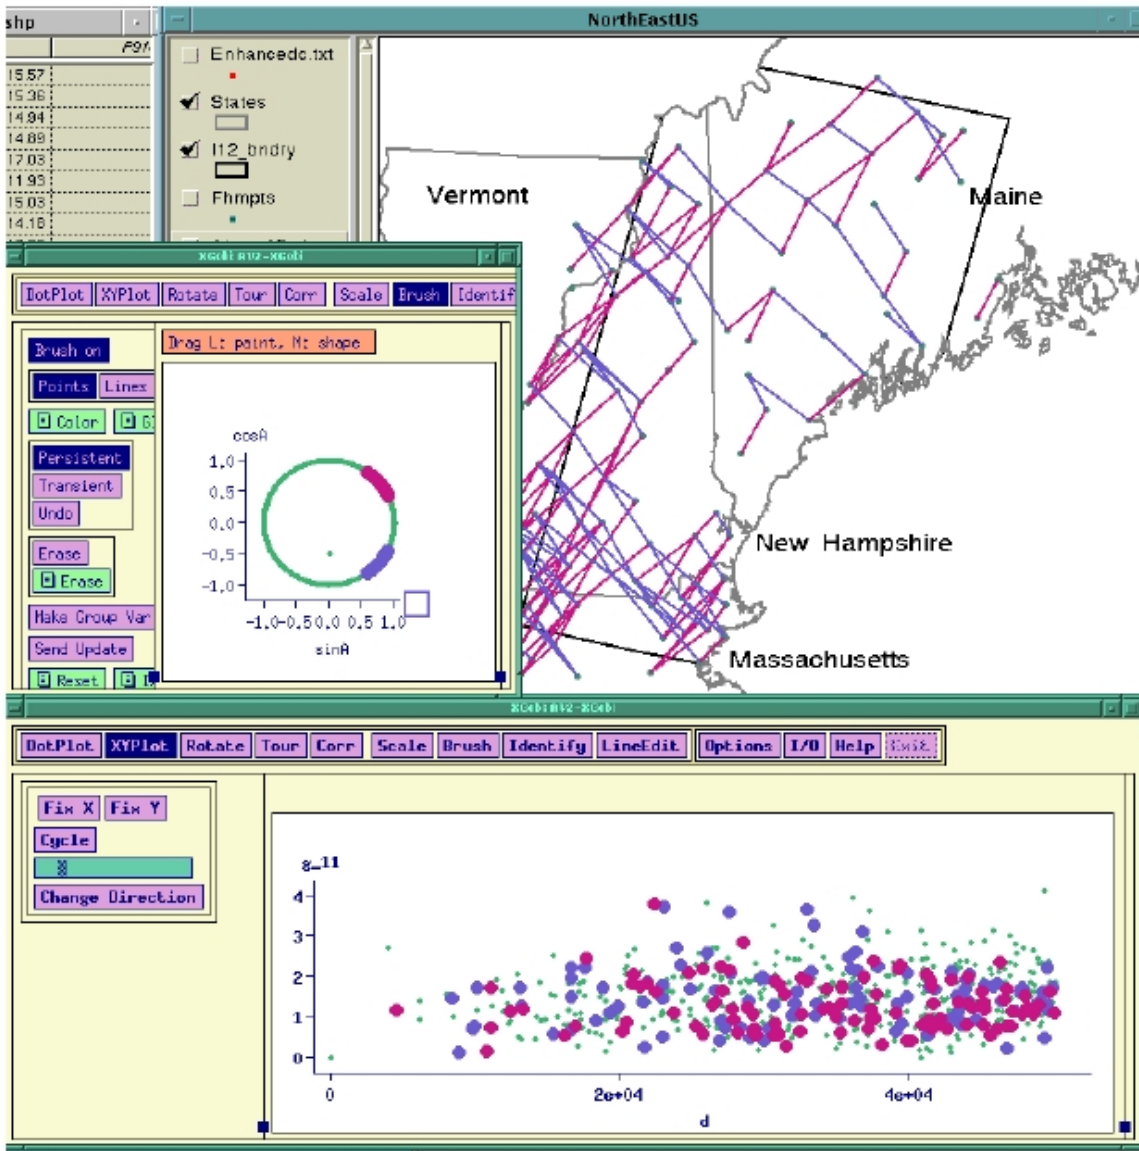 shp
NorthEastUS
15.57
15.36
14.94
14.89
17.03
11.93
15.03
14.18
Enhancedc.txt
States
I12_bndry
Fhmpts
Vermont
Maine
New Hampshire
Massachusetts
DotPlot XYPlot Rotate Tour Corr Scale Brush Identif
Brush on
Drag L: point, M: shape
Points Lines
Color
Persistent
Transient
Undo
Erase
Erase
Make Group Var
Send Update
Reset
cosA
1.0
0.5
0.0
-0.5
-1.0
-1.0-0.5 0.0 0.5 1.0
sinA
DotPlot XYPlot Rotate Tour Corr Scale Brush Identify LineEdit Options I/O Help Exit
Fix X Fix Y
Cycle
Change Direction
g_11
4
3
2
1
0
0 2e+04 4e+04
d